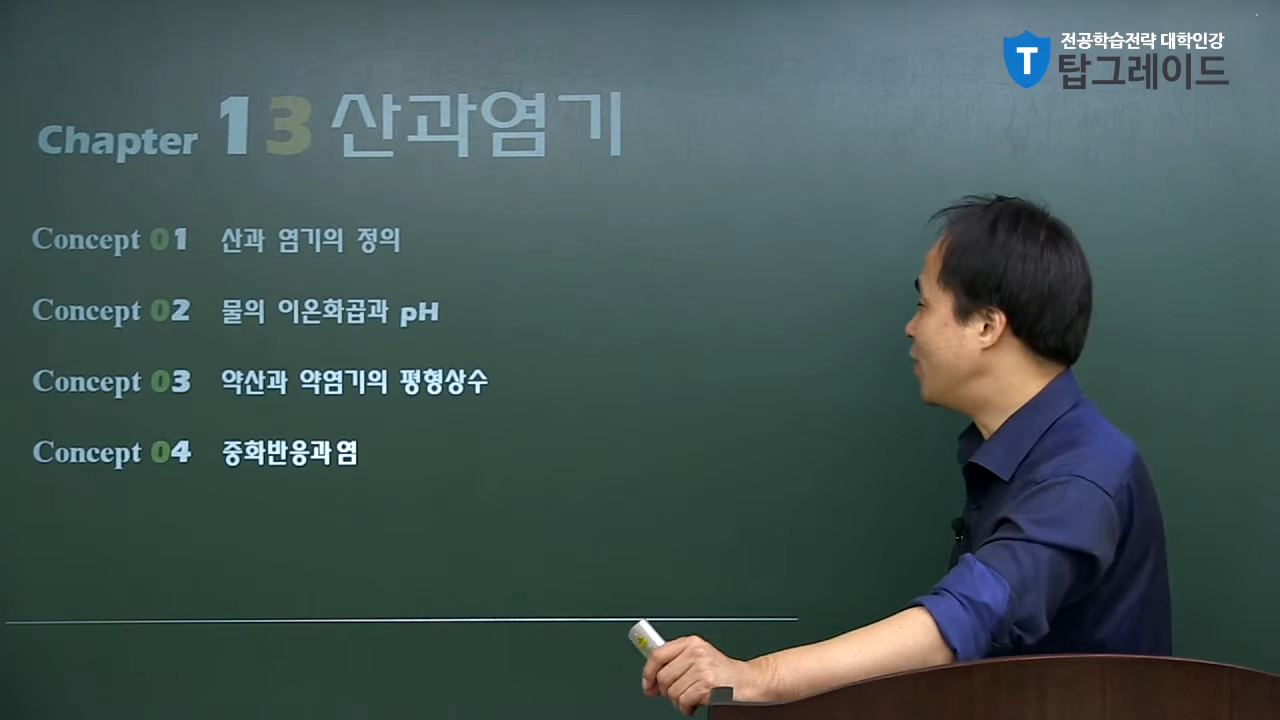 전공학습전략 대학인강
T 탑그레이드
Chapter 13 산과염기
Concept 01 산과 염기의 정의
Concept 02 물의 이온화곱과 pH
Concept 03 약산과 약염기의 평형상수
Concept 04 중화반응과 염